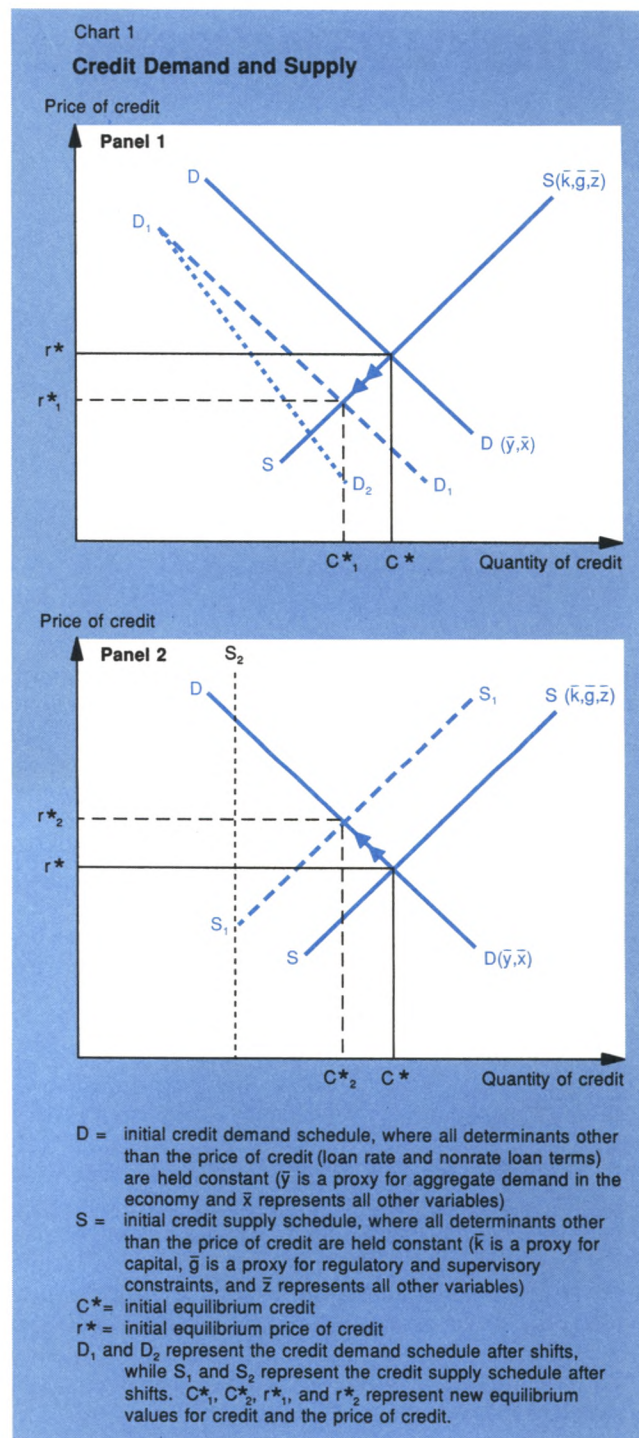 Chart 1
Credit Demand and Supply
Price of credit
Panel 1
D
S(k̄,ḡ,z̄)
D₁
r*
r*₁
D (ȳ,x̄)
S
D₂
D₁
C*₁
C*
Quantity of credit
Price of credit
Panel 2
S₂
D
S₁
S (k̄,ḡ,z̄)
r*₂
r*
S₁
S
D(ȳ,x̄)
C*₂
C*
Quantity of credit
D = initial credit demand schedule, where all determinants other
than the price of credit (loan rate and nonrate loan terms)
are held constant (ȳ is a proxy for aggregate demand in the
economy and x̄ represents all other variables)
S = initial credit supply schedule, where all determinants other
than the price of credit are held constant (k̄ is a proxy for
capital, ḡ is a proxy for regulatory and supervisory
constraints, and z̄ represents all other variables)
C*= initial equilibrium credit
r* = initial equilibrium price of credit
D₁ and D₂ represent the credit demand schedule after shifts,
while S₁ and S₂ represent the credit supply schedule after
shifts. C*₁, C*₂, r*₁, and r*₂ represent new equilibrium
values for credit and the price of credit.